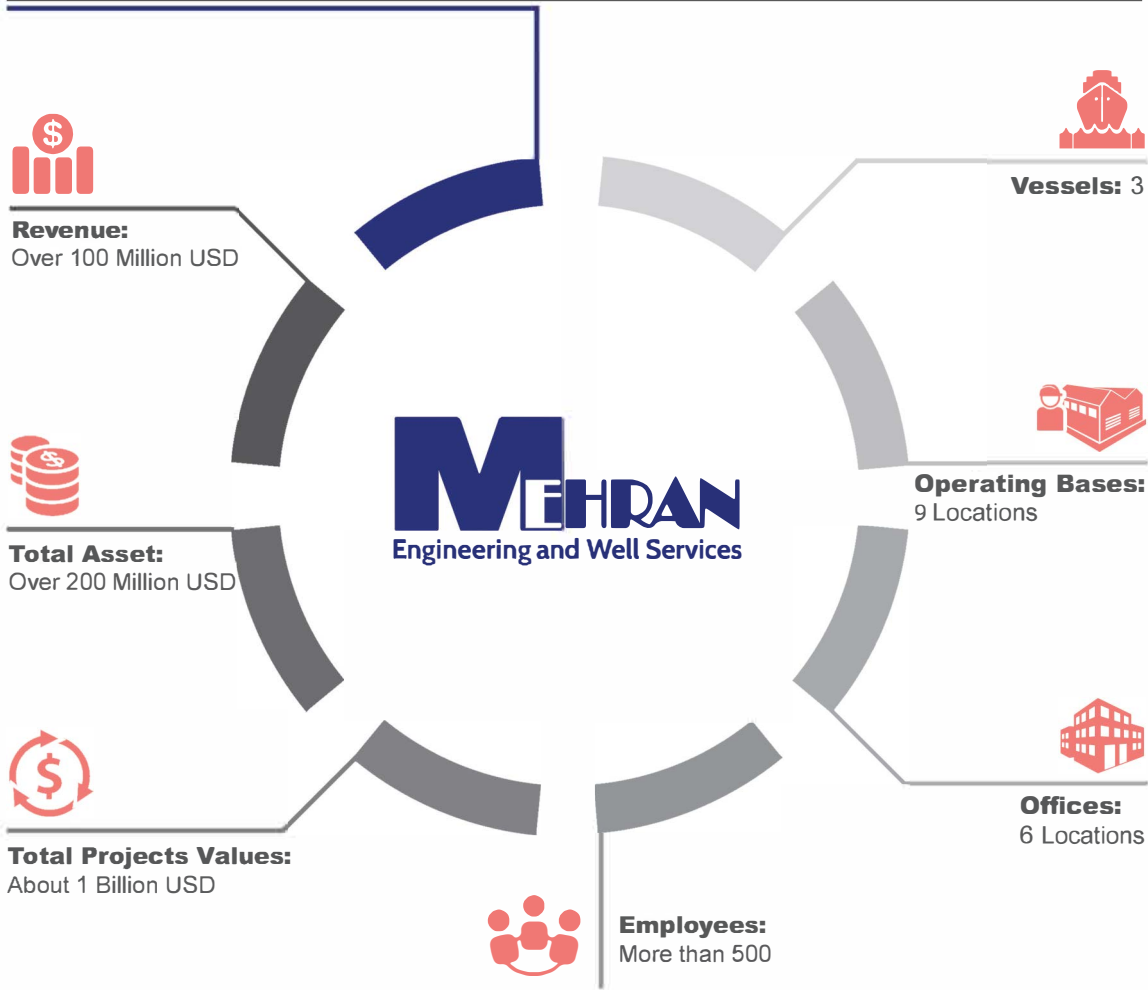 Vessels: 3
Revenue:
Over 100 Million USD
MEHRAN
Engineering and Well Services
Operating Bases:
9 Locations
Total Asset:
Over 200 Million USD
Offices:
6 Locations
Total Projects Values:
About 1 Billion USD
Employees:
More than 500